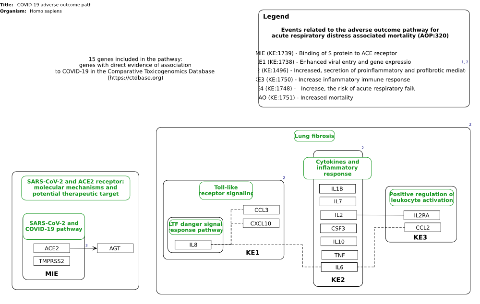 Title: COVID-19 adverse outcome path
Organism: Homo sapiens
Legend
Events related to the adverse outcome pathway for
acute respiratory distress associated mortality (AOP:320)
MIE (KE:1739) - Binding of S protein to ACE receptor
E1 (KE:1738) - Enhanced viral entry and gene expressio
(KE:1496) - Increased, secretion of proinflammatory and profibrotic mediat
E3 (KE:1750) - Increase inflammatory immune response
E4 (KE:1748) - Increase, the risk of acute respiratory fail
AO (KE:1751) - Increased mortality
15 genes included in the pathway:
genes with direct evidence of association
to COVID-19 in the Comparative Toxicogenomics Database
(https://ctdbase.org)
Lung fibrosis
SARS-CoV-2 and ACE2 receptor:
molecular mechanisms and
potential therapeutic target
SARS-CoV-2 and
COVID-19 pathway
ACE2
AGT
TMPRSS2
MIE
Toll-like
receptor signaling
CCL3
CXCL10
LTF danger signal
response pathway
IL8
KE1
Cytokines and
inflammatory
response
IL1B
IL7
IL2
CSF3
IL10
TNF
IL6
KE2
Positive regulation of
leukocyte activation
IL2RA
CCL2
KE3